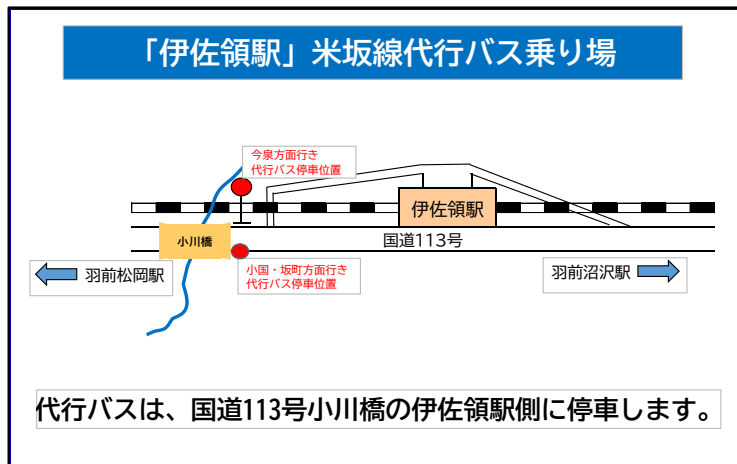 「伊佐領駅」米坂線代行バス乗り場
今泉方面行き
代行バス停車位置
伊佐領駅
小川橋
国道113号
羽前松岡駅
小国・坂町方面行き
代行バス停車位置
羽前沼沢駅
代行バスは、国道113号小川橋の伊佐領駅側に停車します。